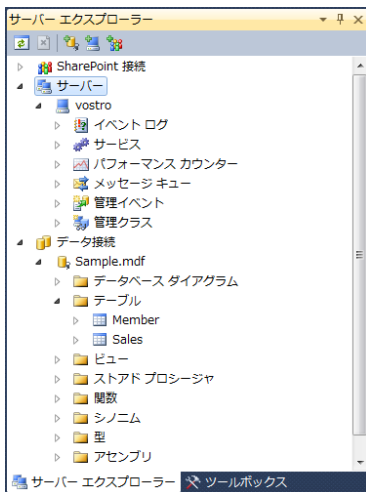 サーバー エクスプローラー
SharePoint 接続
サーバー
vostro
イベント ログ
サービス
パフォーマンス カウンター
メッセージ キュー
管理イベント
管理クラス
データ接続
Sample.mdf
データベース ダイアグラム
テーブル
Member
Sales
ビュー
ストアド プロシージャ
関数
シノニム
型
アセンブリ
サーバー エクスプローラー ツールボックス